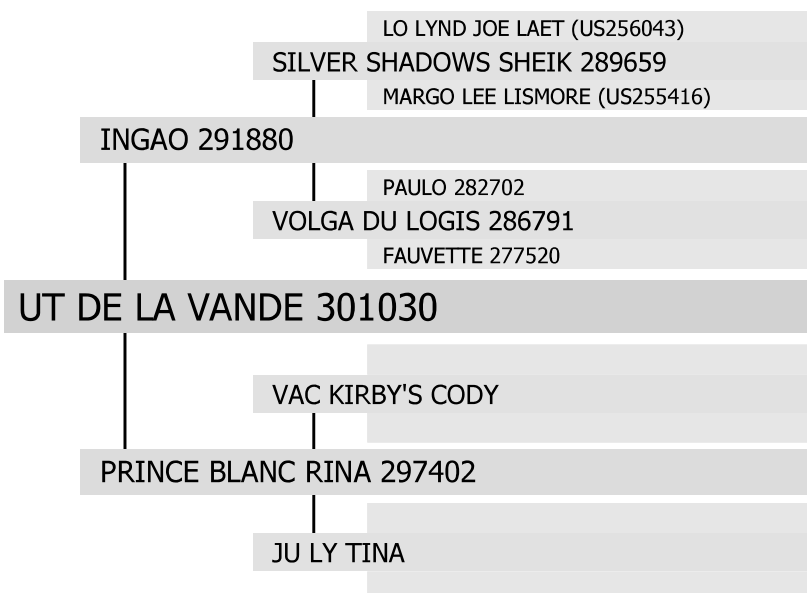 LO LYND JOE LAET (US256043)
SILVER SHADOWS SHEIK 289659
MARGO LEE LISMORE (US255416)
INGAO 291880
PAULO 282702
VOLGA DU LOGIS 286791
FAUVETTE 277520
UT DE LA VANDE 301030
VAC KIRBY'S CODY
PRINCE BLANC RINA 297402
JU LY TINA